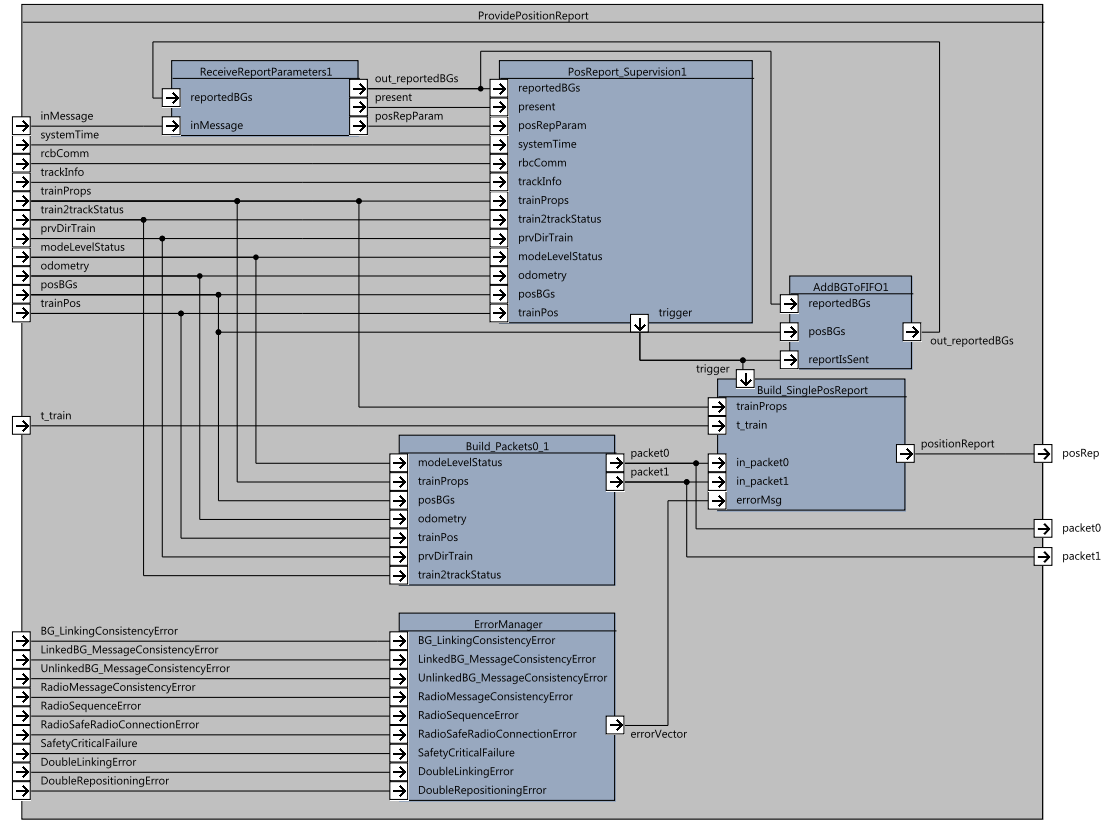 ProvidePositionReport
ReceiveReportParameters1
reportedBGs
inMessage
out_reportedBGs
present
posRepParam
PosReport_Supervision1
reportedBGs
present
posRepParam
systemTime
rbcComm
trackInfo
trainProps
train2trackStatus
prvDirTrain
modeLevelStatus
odometry
posBGs
trainPos
trigger
inMessage
systemTime
rcbComm
trackInfo
trainProps
train2trackStatus
prvDirTrain
modeLevelStatus
odometry
posBGs
trainPos
AddBGToFIFO1
reportedBGs
posBGs
reportIsSent
out_reportedBGs
trigger
Build_SinglePosReport
trainProps
t_train
in_packet0
in_packet1
errorMsg
positionReport
posRep
packet0
packet1
t_train
Build_Packets0_1
modeLevelStatus
trainProps
posBGs
odometry
trainPos
prvDirTrain
train2trackStatus
packet0
packet1
BG_LinkingConsistencyError
LinkedBG_MessageConsistencyError
UnlinkedBG_MessageConsistencyError
RadioMessageConsistencyError
RadioSequenceError
RadioSafeRadioConnectionError
SafetyCriticalFailure
DoubleLinkingError
DoubleRepositioningError
ErrorManager
BG_LinkingConsistencyError
LinkedBG_MessageConsistencyError
UnlinkedBG_MessageConsistencyError
RadioMessageConsistencyError
RadioSequenceError
RadioSafeRadioConnectionError
SafetyCriticalFailure
DoubleLinkingError
DoubleRepositioningError
errorVector